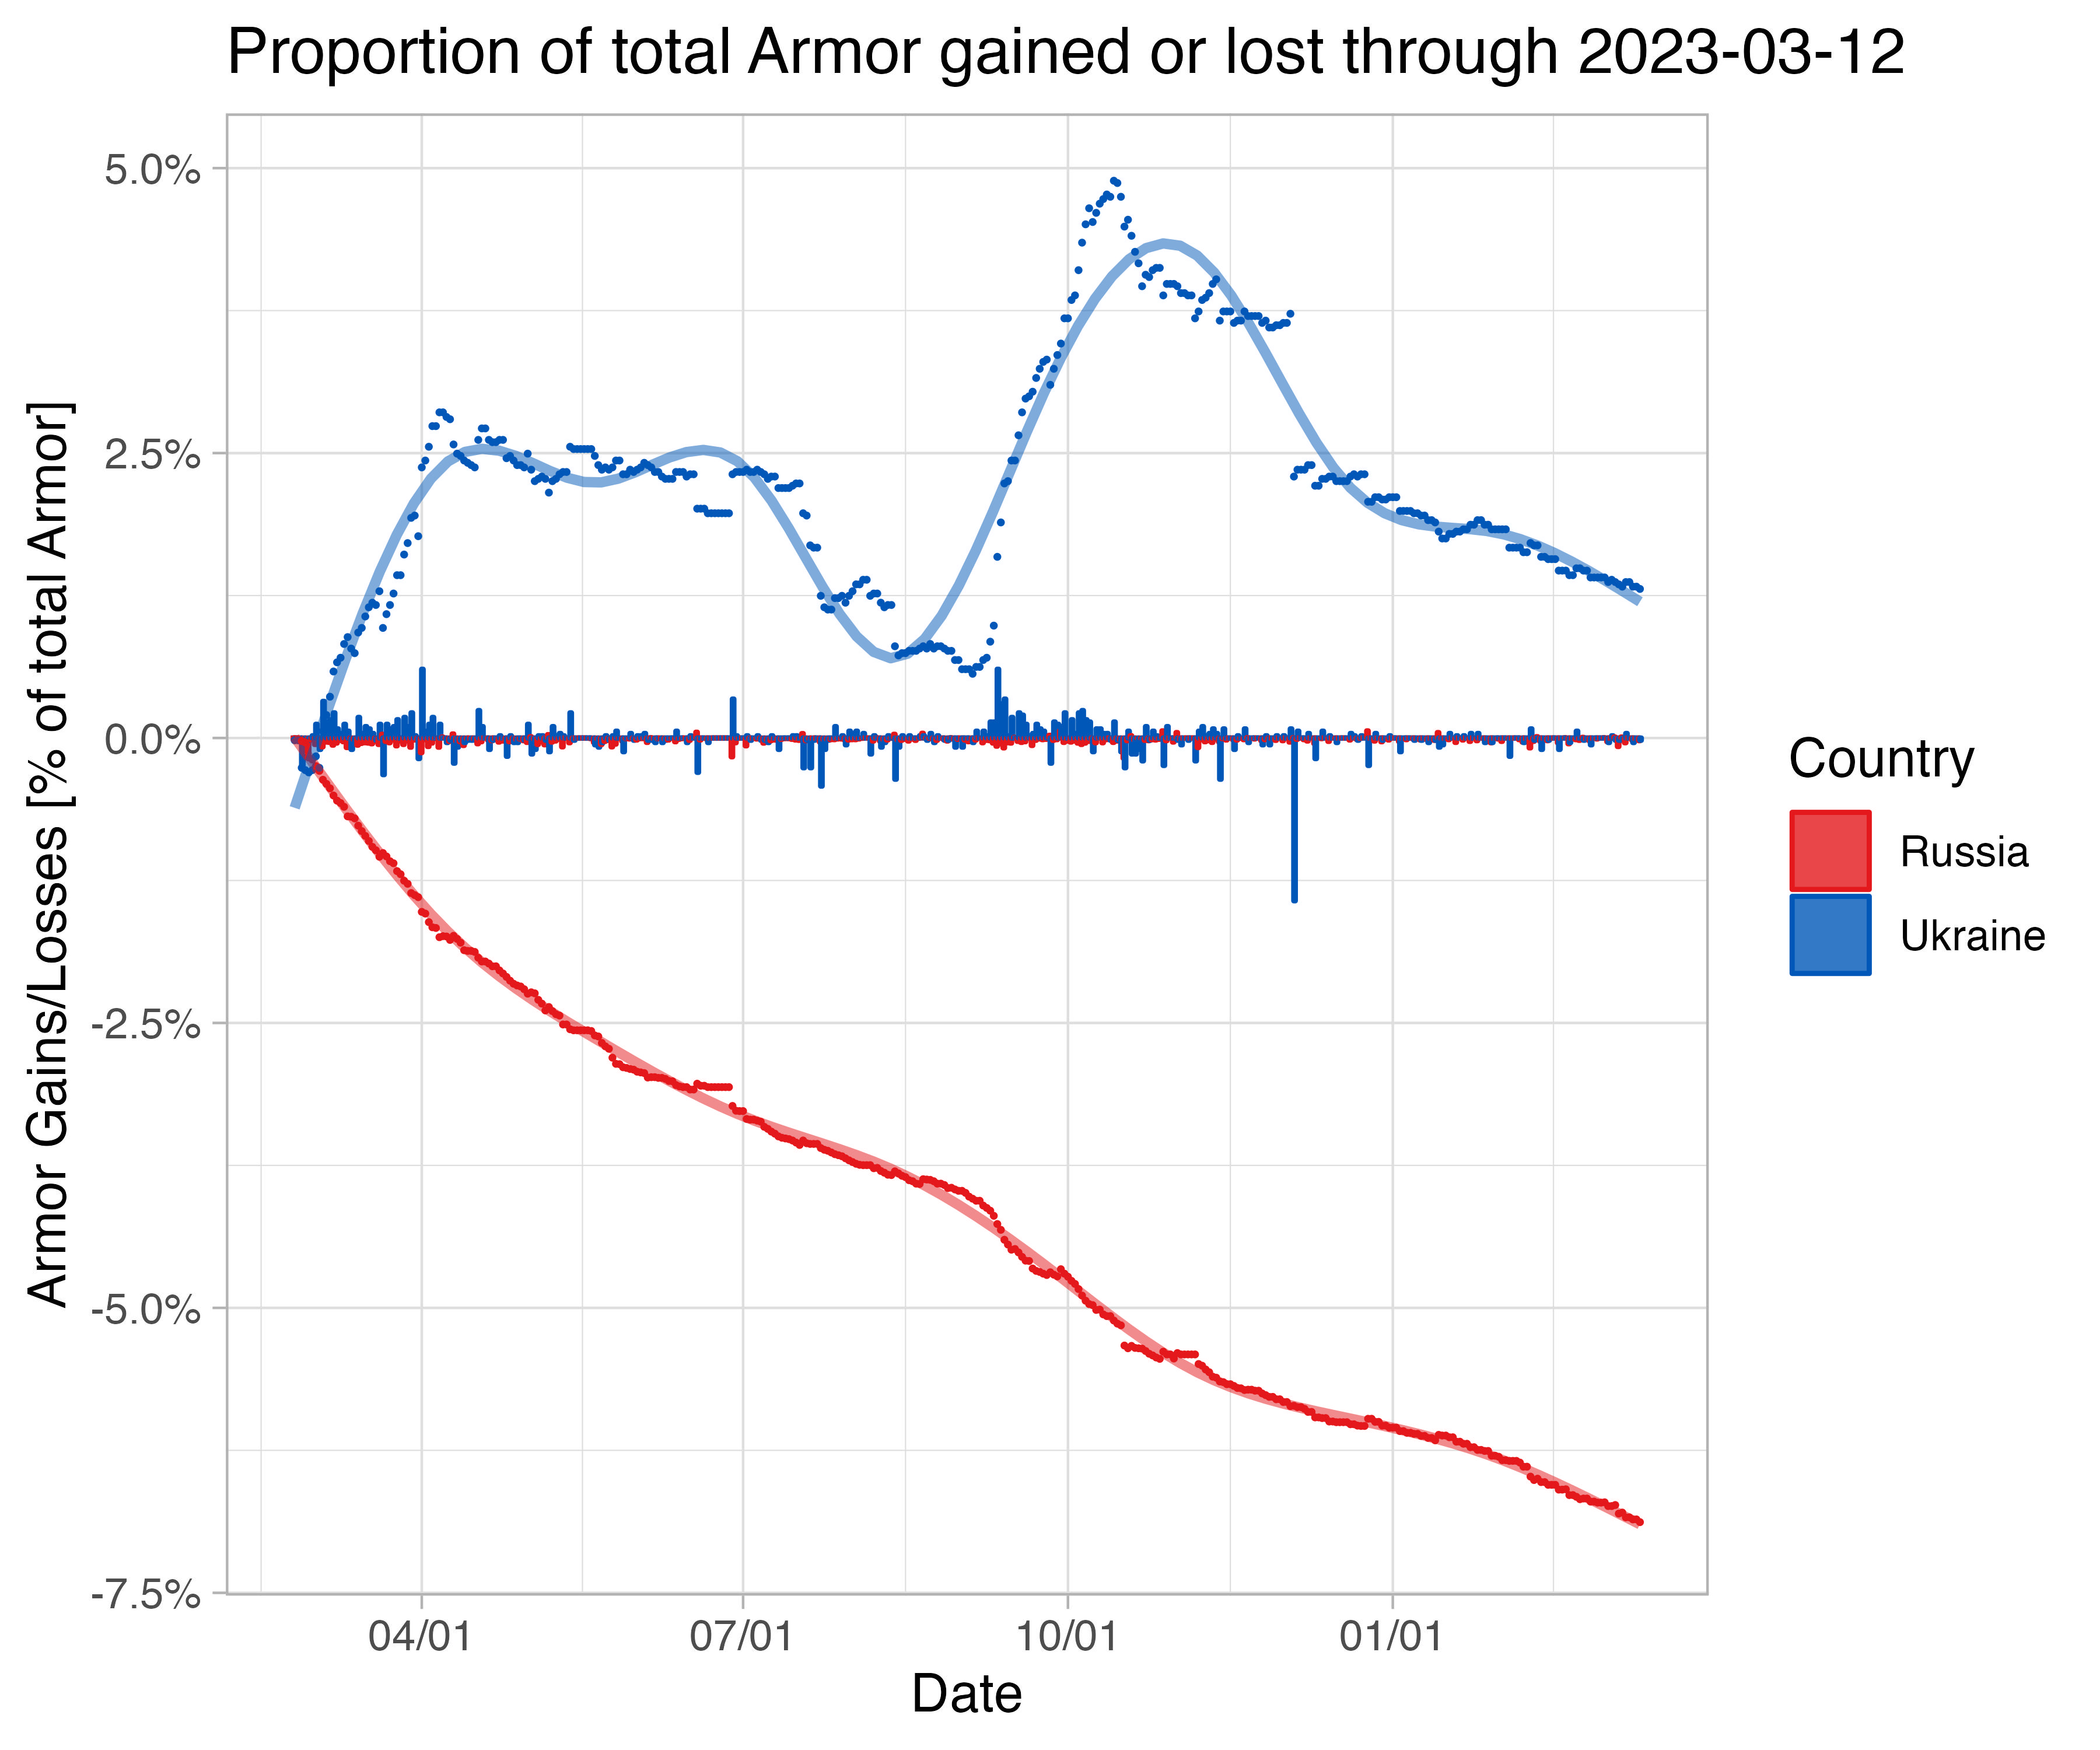 Proportion of total Armor gained or lost through 2023-03-12
Armor Gains/Losses [% of total Armor]
5.0%
2.5%
0.0%
-2.5%
-5.0%
-7.5%
04/01
07/01
10/01
01/01
Date
Country
Russia
Ukraine